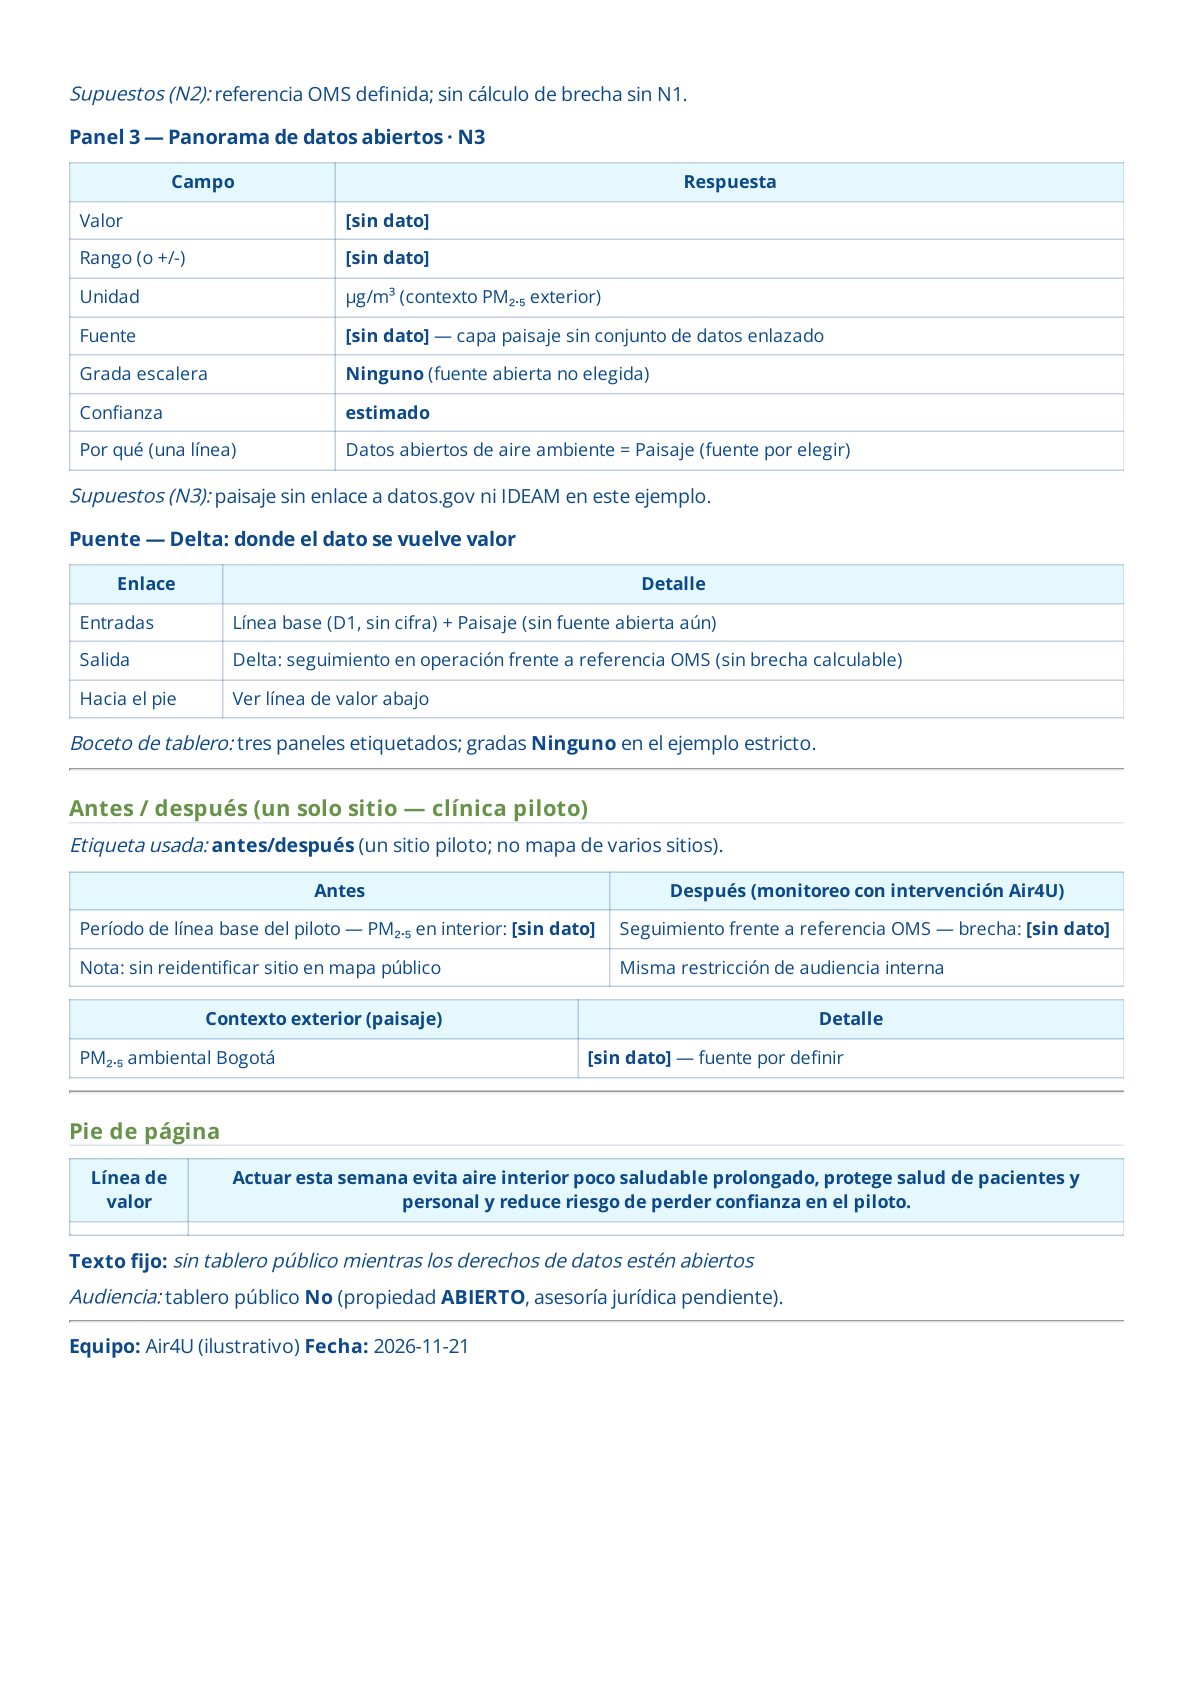 Supuestos (N2): referencia OMS definida; sin cálculo de brecha sin N1.
Panel 3 — Panorama de datos abiertos · N3
Campo Respuesta
Valor [sin dato]
Rango (o +/-) [sin dato]
Unidad µg/m³ (contexto PM₂.₅ exterior)
Fuente [sin dato] — capa paisaje sin conjunto de datos enlazado
Grada escalera Ninguno (fuente abierta no elegida)
Confianza estimado
Por qué (una línea) Datos abiertos de aire ambiente = Paisaje (fuente por elegir)
Supuestos (N3): paisaje sin enlace a datos.gov ni IDEAM en este ejemplo.
Puente — Delta: donde el dato se vuelve valor
Enlace Detalle
Entradas Línea base (D1, sin cifra) + Paisaje (sin fuente abierta aún)
Salida Delta: seguimiento en operación frente a referencia OMS (sin brecha calculable)
Hacia el pie Ver línea de valor abajo
Boceto de tablero: tres paneles etiquetados; gradas Ninguno en el ejemplo estricto.
Antes / después (un solo sitio — clínica piloto)
Etiqueta usada: antes/después (un sitio piloto; no mapa de varios sitios).
Antes Después (monitoreo con intervención Air4U)
Período de línea base del piloto — PM₂.₅ en interior: [sin dato] Seguimiento frente a referencia OMS — brecha: [sin dato]
Nota: sin reidentificar sitio en mapa público Misma restricción de audiencia interna
Contexto exterior (paisaje) Detalle
PM₂.₅ ambiental Bogotá [sin dato] — fuente por definir
Pie de página
Línea de valor Actuar esta semana evita aire interior poco saludable prolongado, protege salud de pacientes y
personal y reduce riesgo de perder confianza en el piloto.
Texto fijo: sin tablero público mientras los derechos de datos estén abiertos
Audiencia: tablero público No (propiedad ABIERTO, asesoría jurídica pendiente).
Equipo: Air4U (ilustrativo) Fecha: 2026-11-21